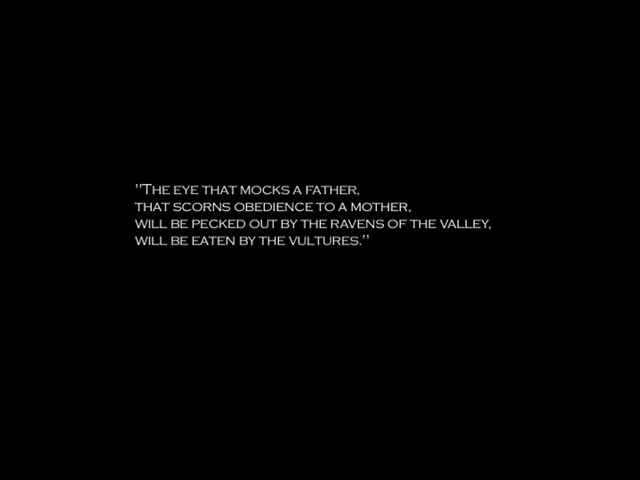 "The eye that mocks a father,
that scorns obedience to a mother,
will be pecked out by the ravens of the valley,
will be eaten by the vultures."